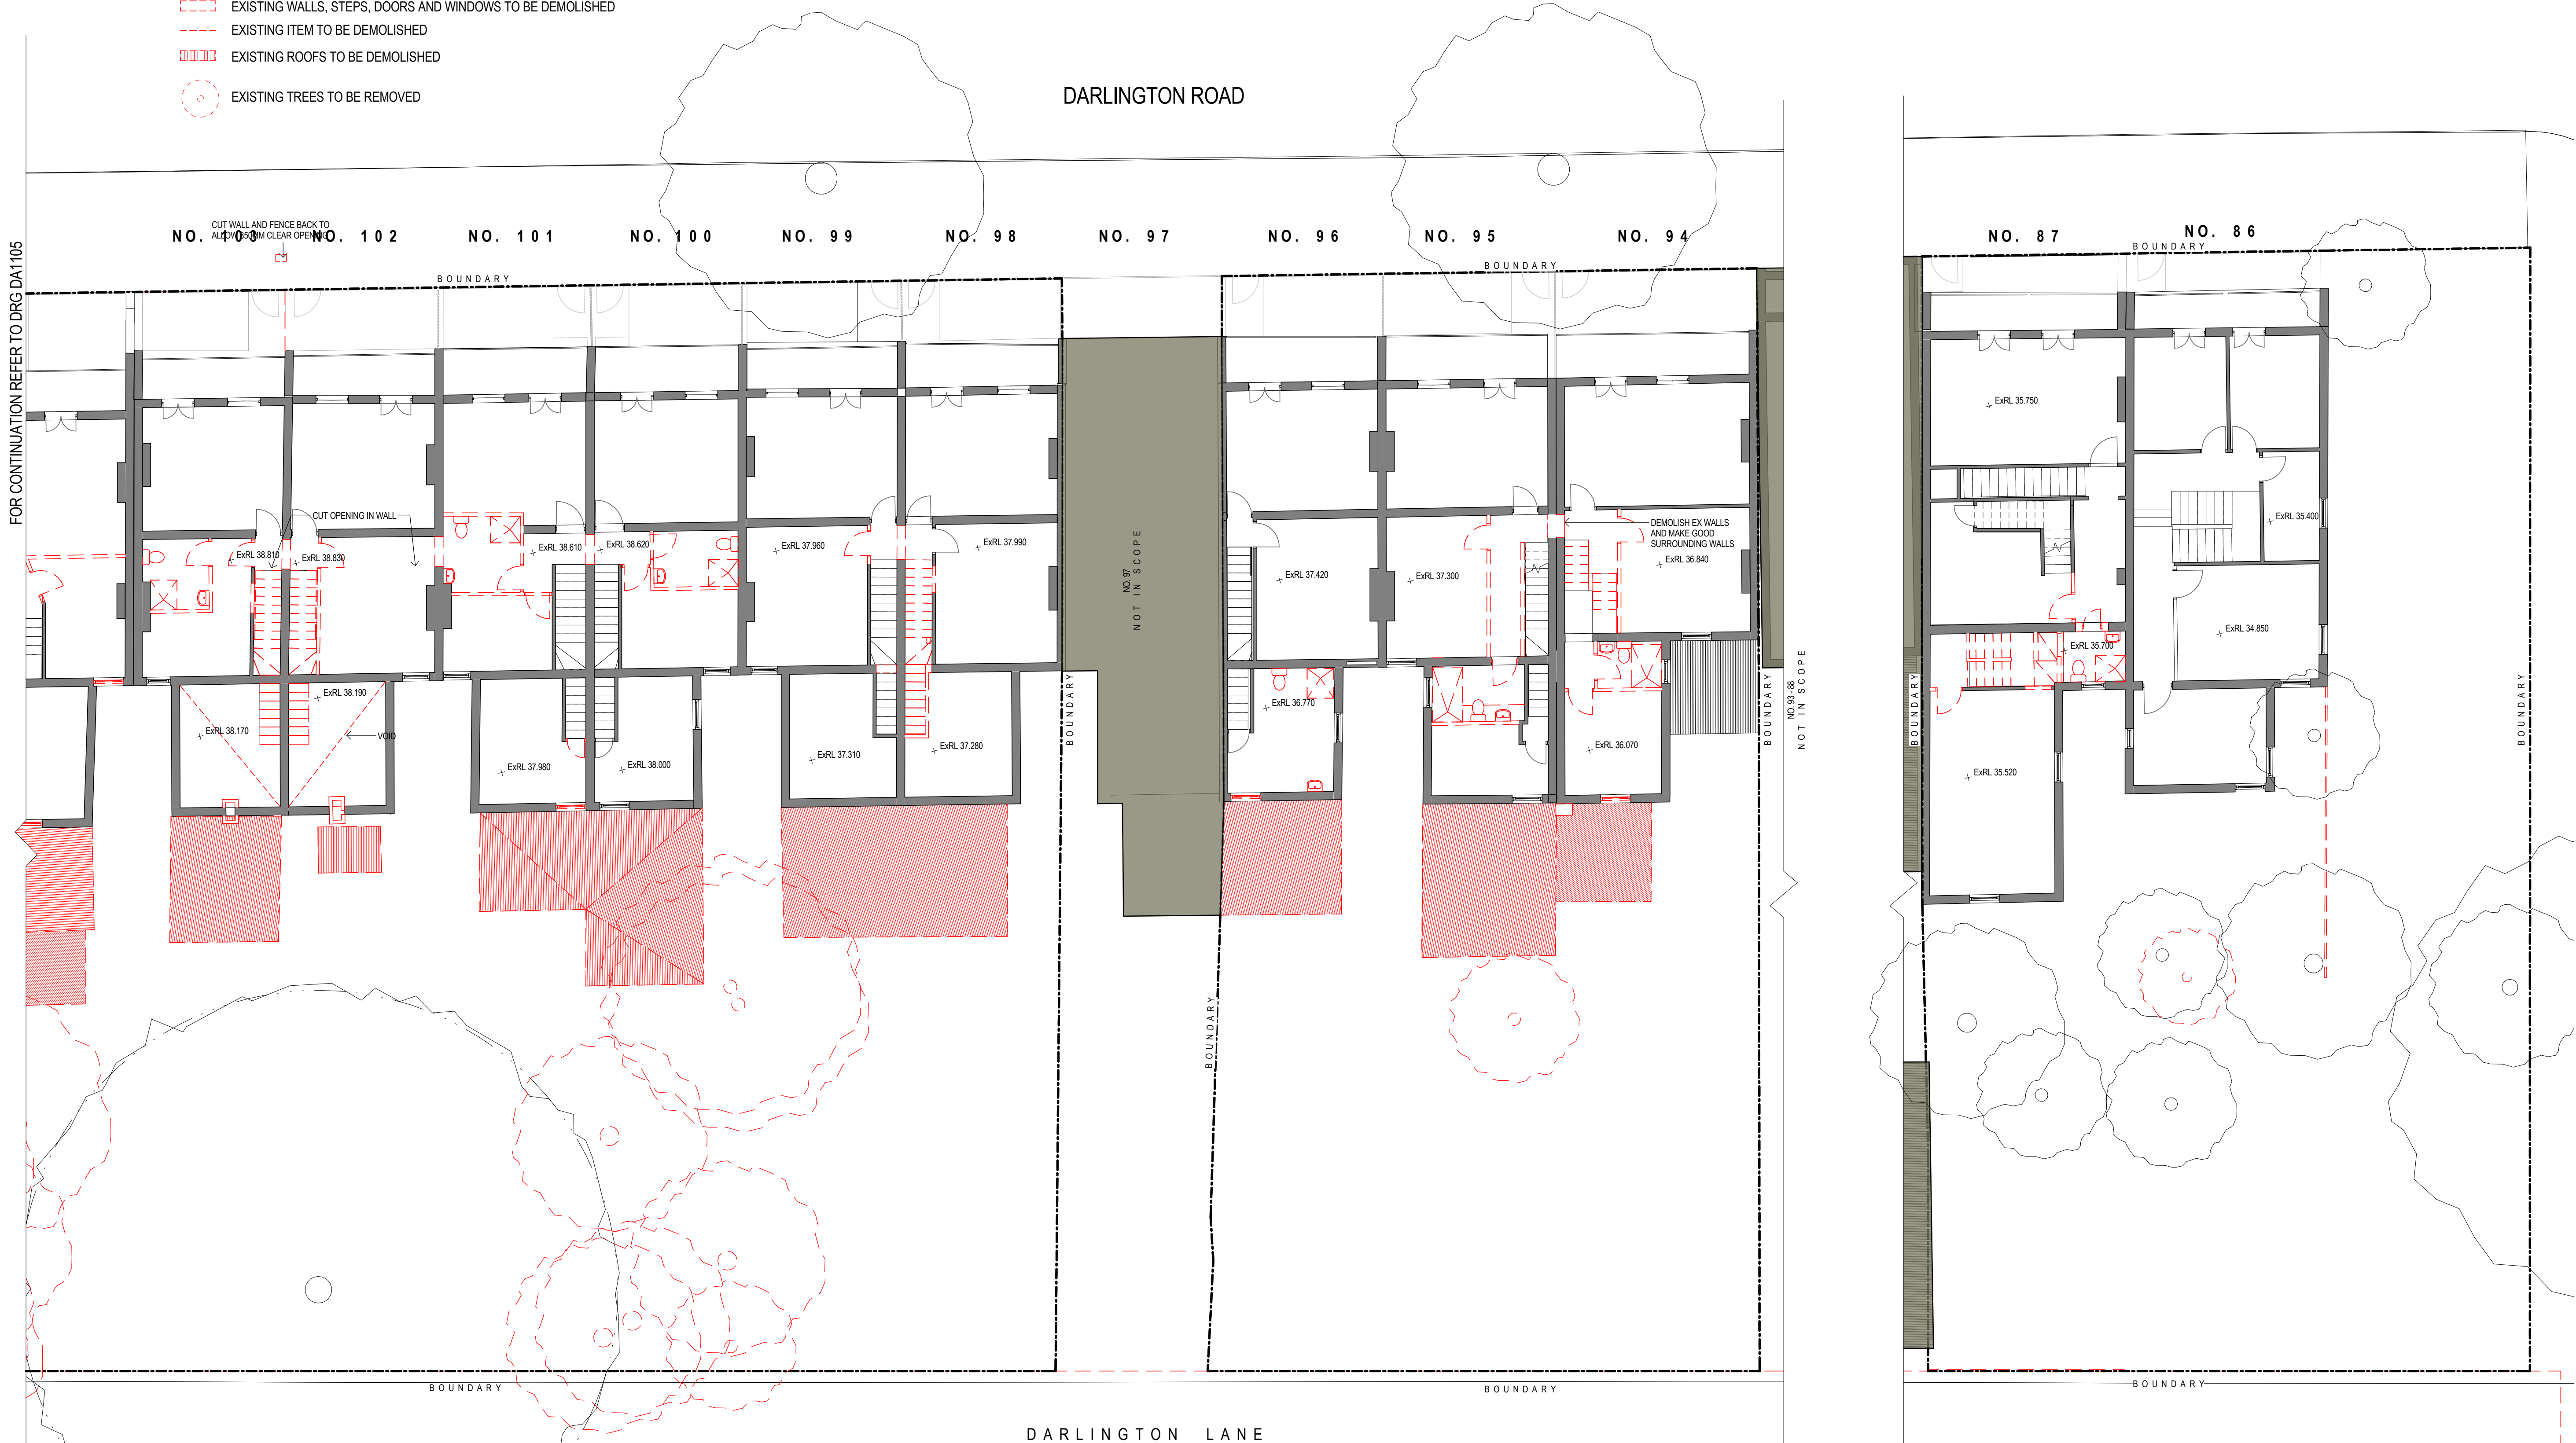 EXISTING WALLS, STEPS, DOORS AND WINDOWS TO BE DEMOLISHED
EXISTING ITEM TO BE DEMOLISHED
EXISTING ROOFS TO BE DEMOLISHED
EXISTING TREES TO BE REMOVED
DARLINGTON ROAD
FOR CONTINUATION REFER TO DRG DA1105
CUT WALL AND FENCE BACK TO
ALLOW 850MM CLEAR OPENING
NO. 103
NO. 102
NO. 101
NO. 100
NO. 99
NO. 98
NO. 97
NO. 96
NO. 95
NO. 94
NO. 87
NO. 86
BOUNDARY
BOUNDARY
BOUNDARY
ExRL 35.750
CUT OPENING IN WALL
DEMOLISH EX WALLS
AND MAKE GOOD
SURROUNDING WALLS
ExRL 35.400
ExRL 38.810
ExRL 38.830
ExRL 38.610
ExRL 38.620
ExRL 37.960
ExRL 37.990
NO. 97
NOT IN SCOPE
ExRL 37.420
ExRL 37.300
ExRL 36.840
ExRL 34.850
ExRL 35.700
ExRL 38.190
ExRL 38.170
VOID
ExRL 37.980
ExRL 38.000
ExRL 37.310
ExRL 37.280
BOUNDARY
ExRL 36.770
ExRL 36.070
BOUNDARY
NO. 93-88
NOT IN SCOPE
BOUNDARY
ExRL 35.520
BOUNDARY
BOUNDARY
BOUNDARY
BOUNDARY
BOUNDARY
DARLINGTON LANE